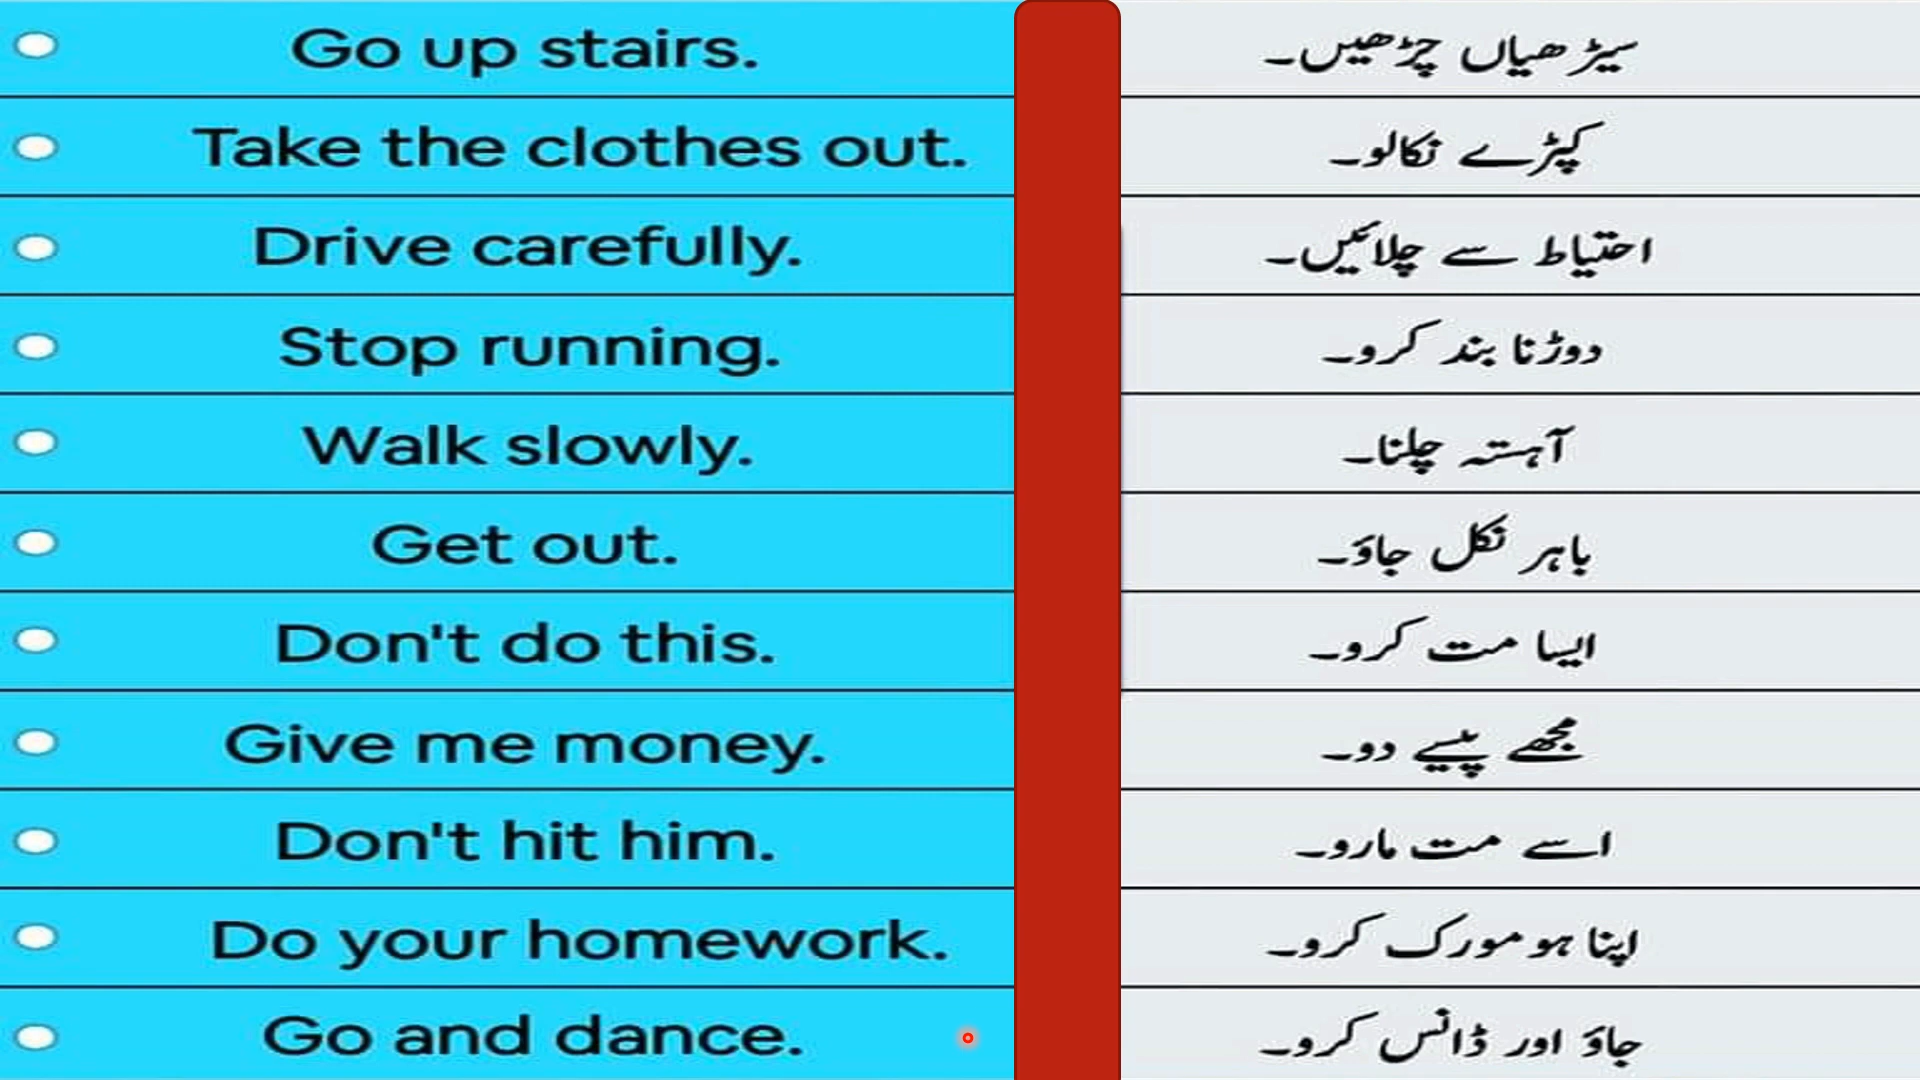 Go up stairs.
سیڑھیاں چڑھیں۔
Take the clothes out.
کپڑے نکالو۔
Drive carefully.
احتیاط سے چلائیں۔
Stop running.
دوڑنا بند کرو۔
Walk slowly.
آہستہ چلنا۔
Get out.
باہر نکل جاؤ۔
Don't do this.
ایسا مت کرو۔
Give me money.
مجھے پیسے دو۔
Don't hit him.
اسے مت مارو۔
Do your homework.
اپنا ہو مورک کرو۔
Go and dance.
جاؤ اور ڈانس کرو۔